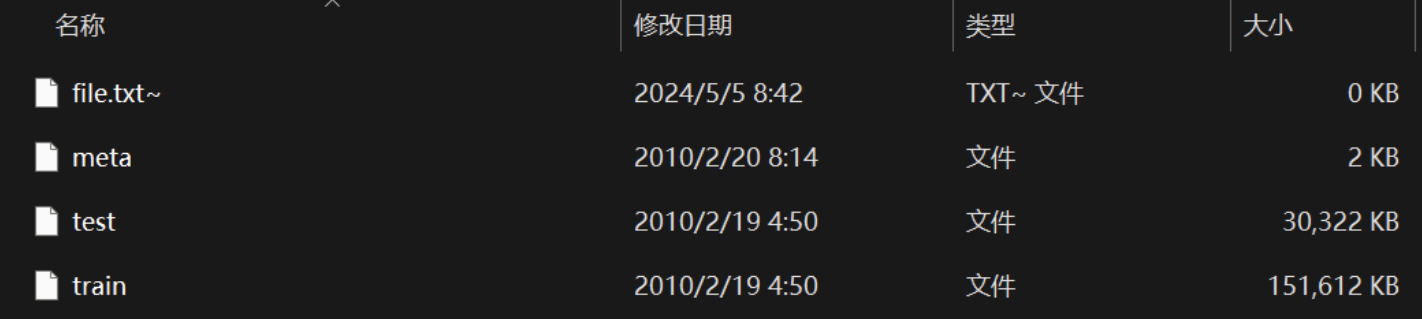 名称 修改日期 类型 大小
file.txt~ 2024/5/5 8:42 TXT~ 文件 0 KB
meta 2010/2/20 8:14 文件 2 KB
test 2010/2/19 4:50 文件 30,322 KB
train 2010/2/19 4:50 文件 151,612 KB